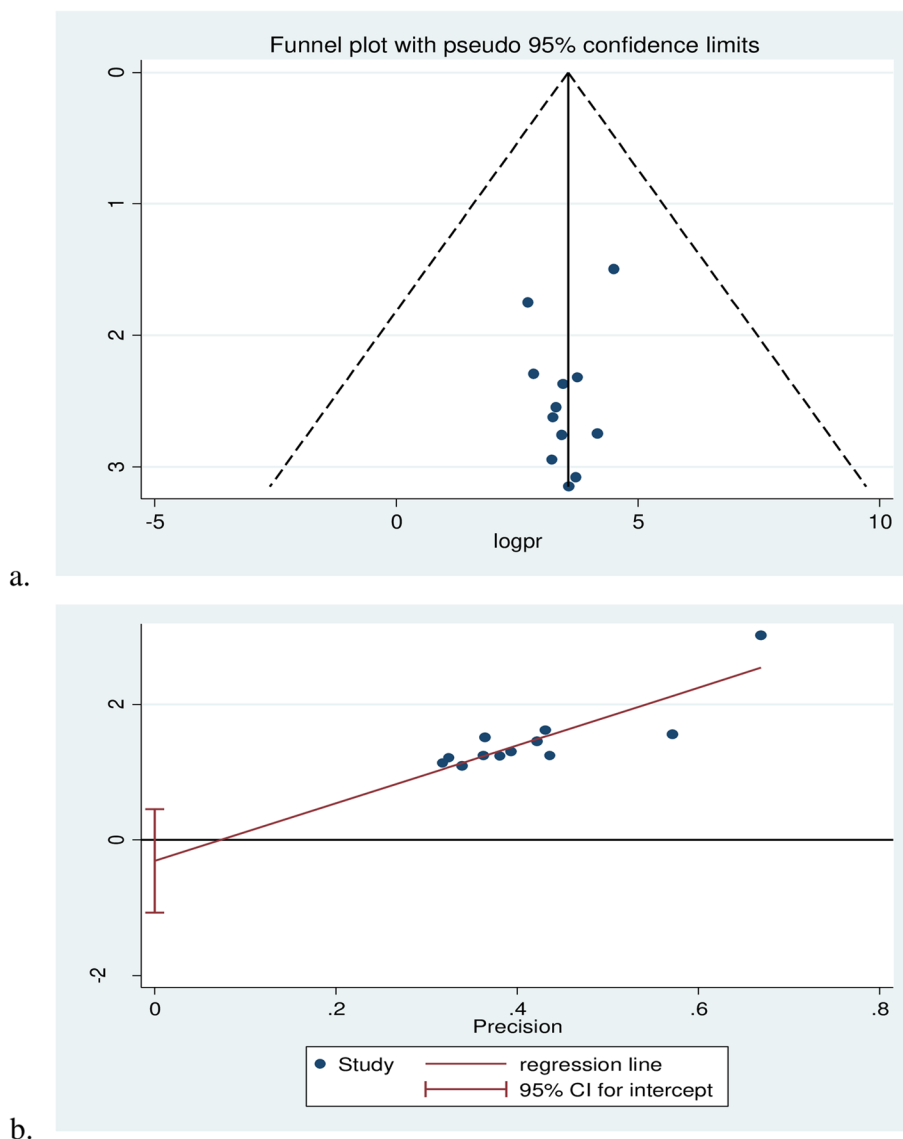 Funnel plot with pseudo 95% confidence limits
0
1
2
3
-5 0 5 10
logpr
a.
2
0
-2
0 .2 .4 .6 .8
Precision
Study regression line
95% CI for intercept
b.